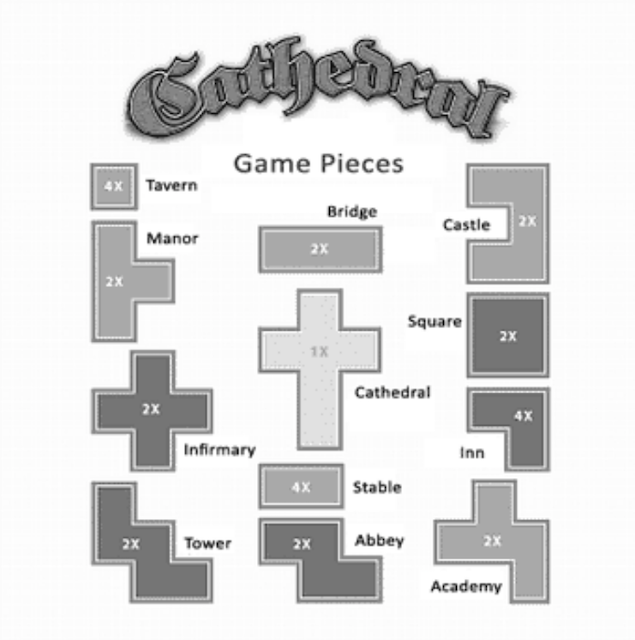 Cathedral
Game Pieces
4X Tavern
Bridge
2X
Castle 2X
Manor
2X
Square
2X
1X
Cathedral
2X
Infirmary
4X
Inn
4X Stable
2X Tower
2X Abbey
2X
Academy